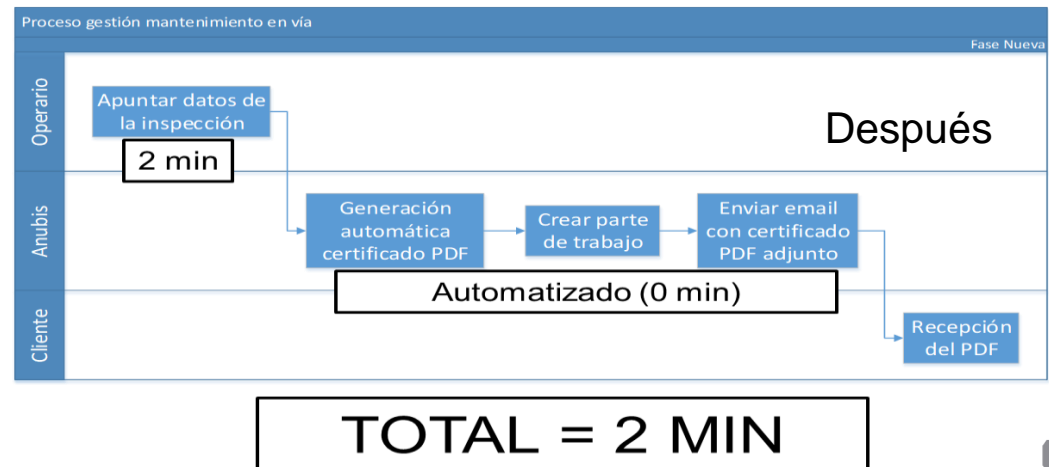 Proceso gestión mantenimiento en vía
Fase Nueva
Operario
Apuntar datos de
la inspección
2 min
Después
Anubis
Generación
automática
certificado PDF
Crear parte
de trabajo
Enviar email
con certificado
PDF adjunto
Automatizado (0 min)
Cliente
Recepción
del PDF
TOTAL = 2 MIN